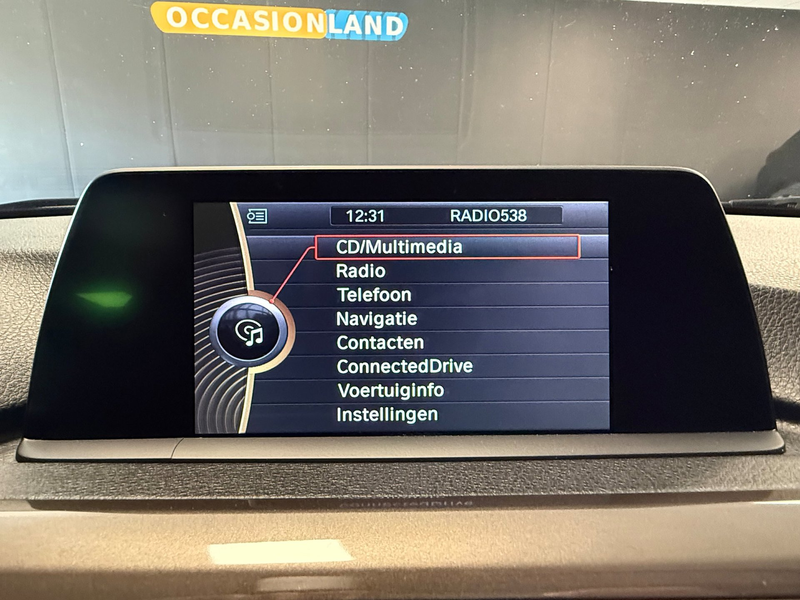 OCCASIONLAND
12:31 RADIO538
CD/Multimedia
Radio
Telefoon
Navigatie
Contacten
ConnectedDrive
Voertuiginfo
Instellingen